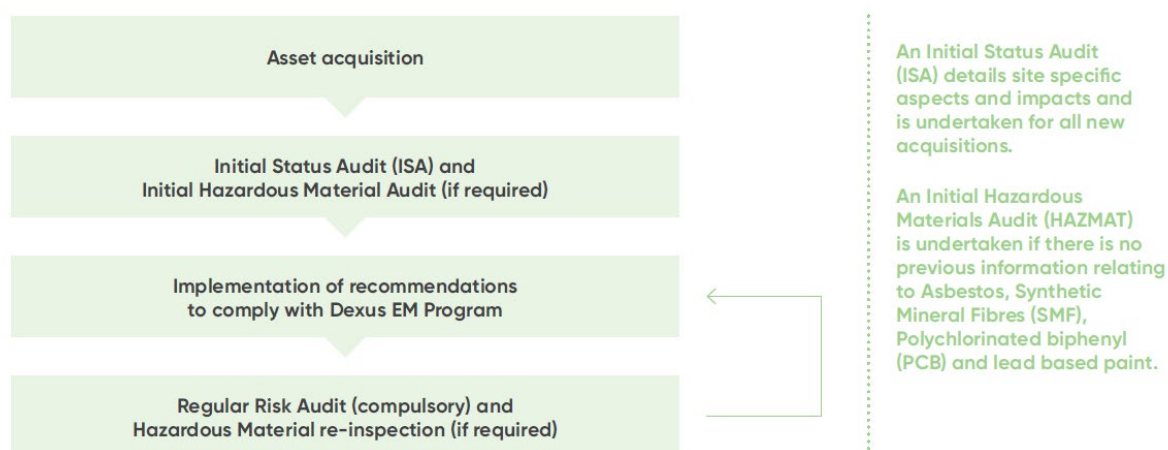 Asset acquisition
Initial Status Audit (ISA) and
Initial Hazardous Material Audit (if required)
Implementation of recommendations
to comply with Dexus EM Program
Regular Risk Audit (compulsory) and
Hazardous Material re-inspection (if required)
An Initial Status Audit
(ISA) details site specific
aspects and impacts and
is undertaken for all new
acquisitions.
An Initial Hazardous
Materials Audit (HAZMAT)
is undertaken if there is no
previous information relating
to Asbestos, Synthetic
Mineral Fibres (SMF),
Polychlorinated biphenyl
(PCB) and lead based paint.